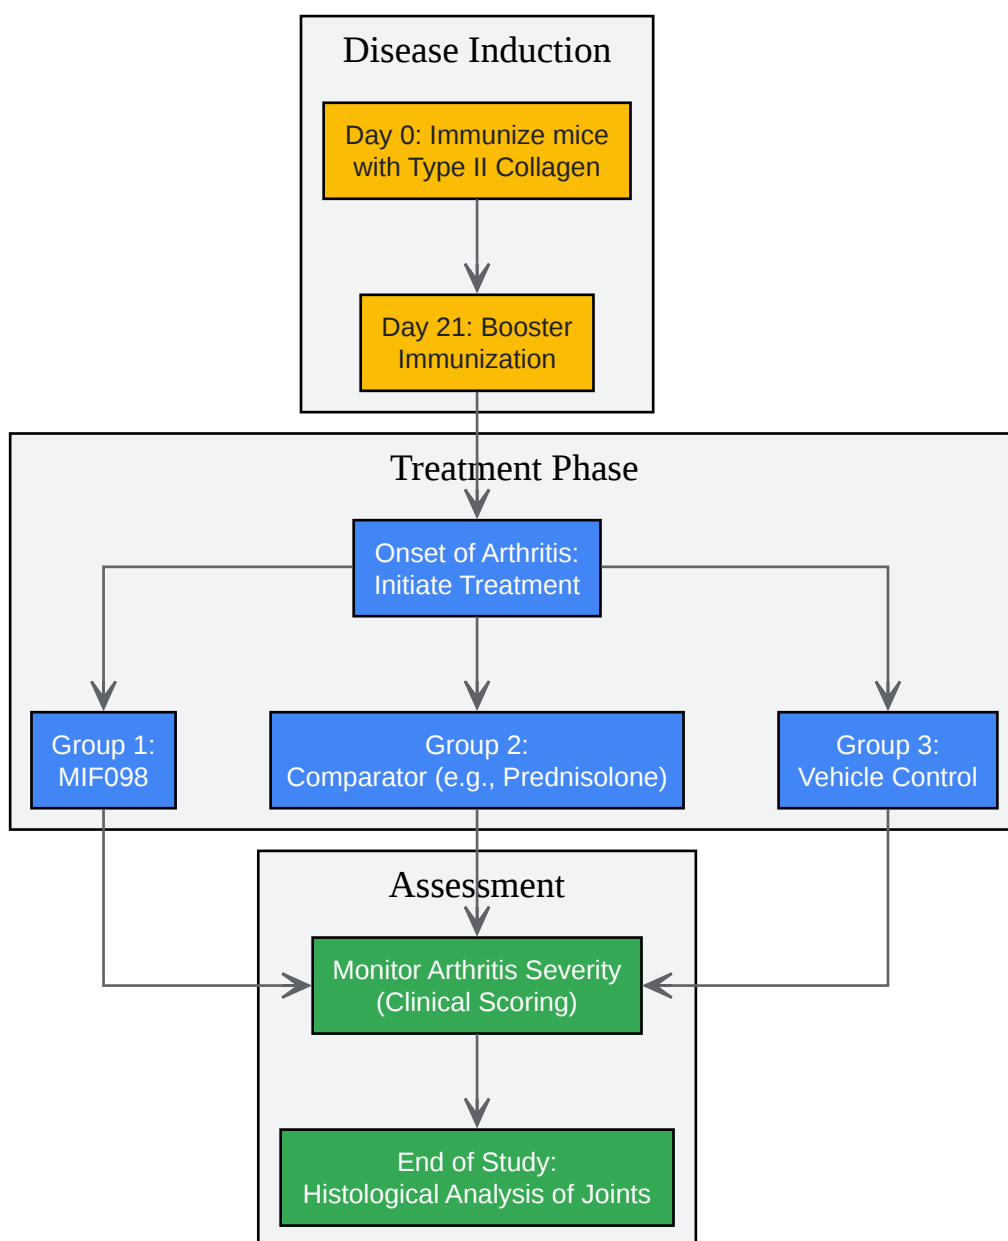 Disease Induction
Day 0: Immunize mice
with Type II Collagen
Day 21: Booster
Immunization
Treatment Phase
Onset of Arthritis:
Initiate Treatment
Group 1:
MIF098
Group 2:
Comparator (e.g., Prednisolone)
Group 3:
Vehicle Control
Assessment
Monitor Arthritis Severity
(Clinical Scoring)
End of Study:
Histological Analysis of Joints